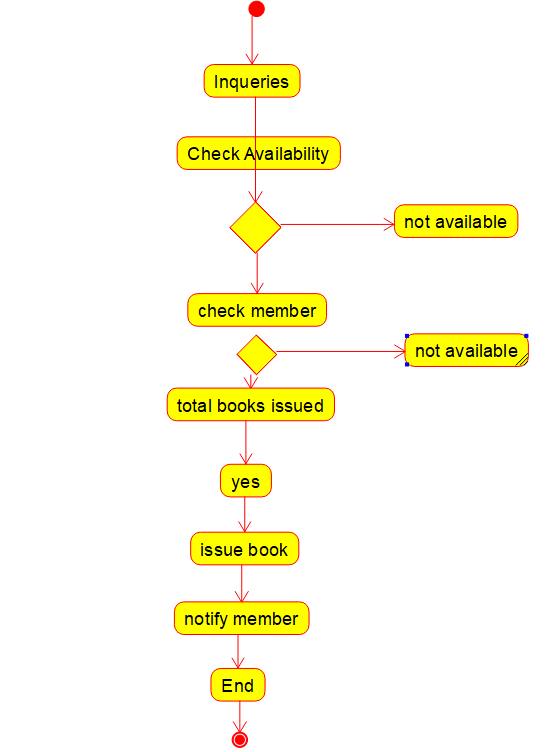 Inqueries
Check Availability
not available
check member
not available
total books issued
yes
issue book
notify member
End